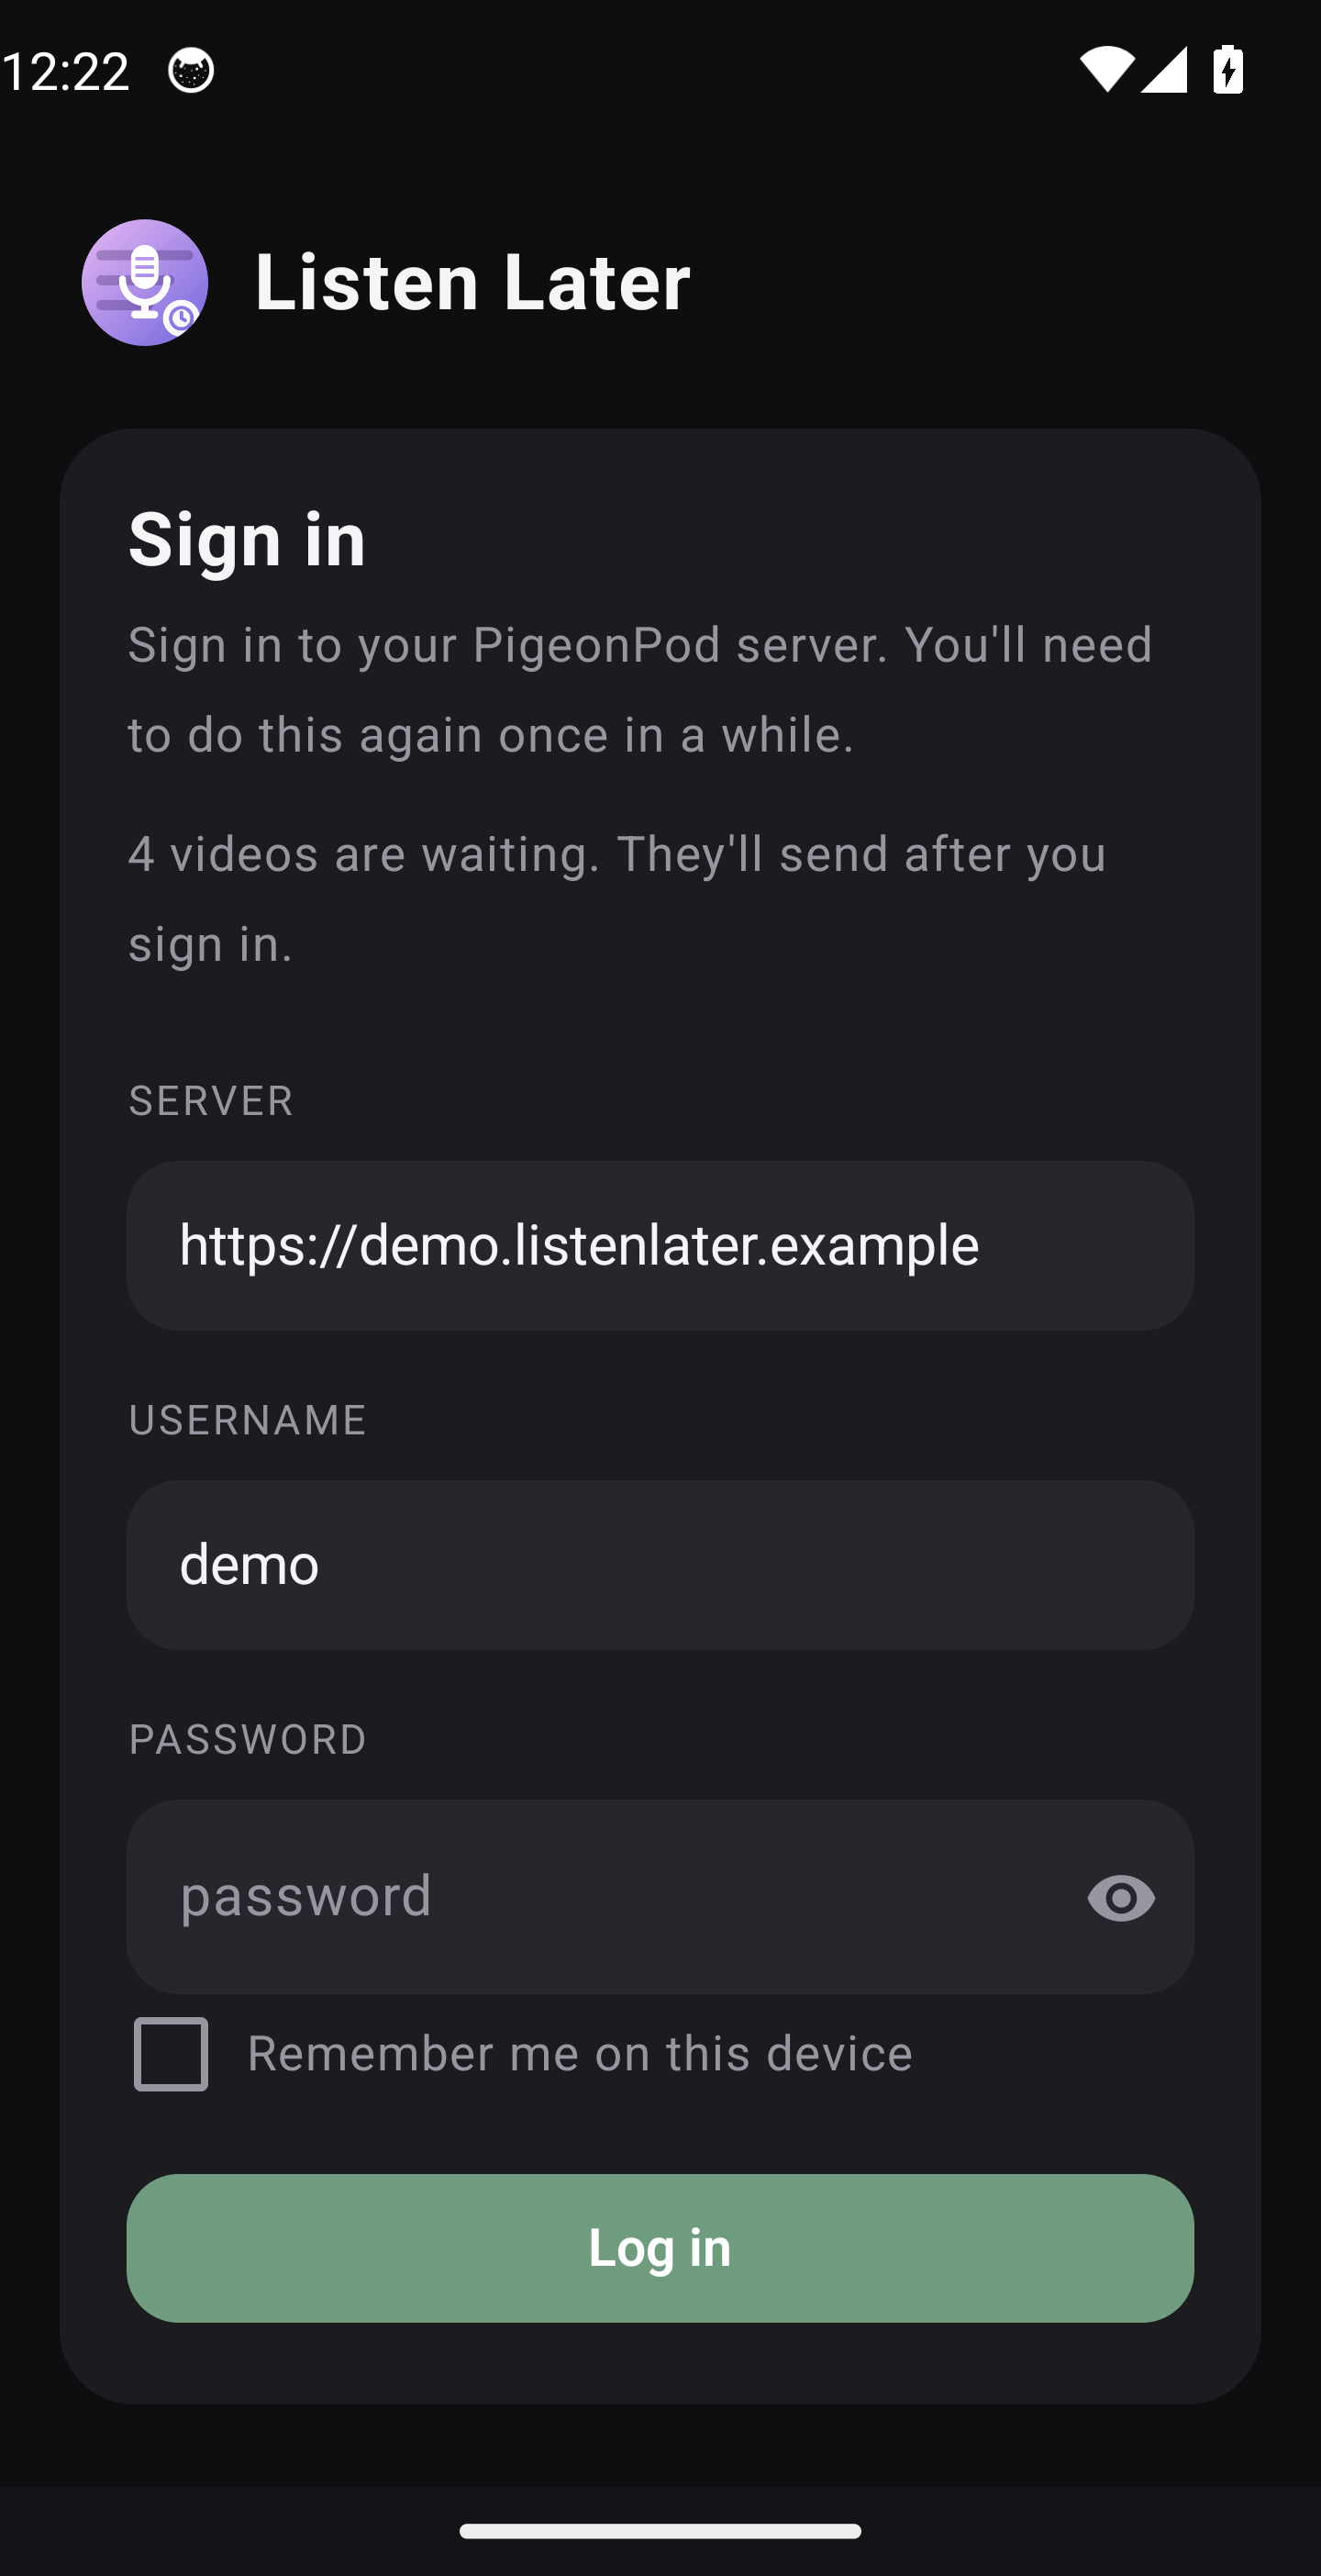 12:22
Listen Later
Sign in
Sign in to your PigeonPod server. You'll need
to do this again once in a while.
4 videos are waiting. They'll send after you
sign in.
SERVER
https://demo.listenlater.example
USERNAME
demo
PASSWORD
password
Remember me on this device
Log in